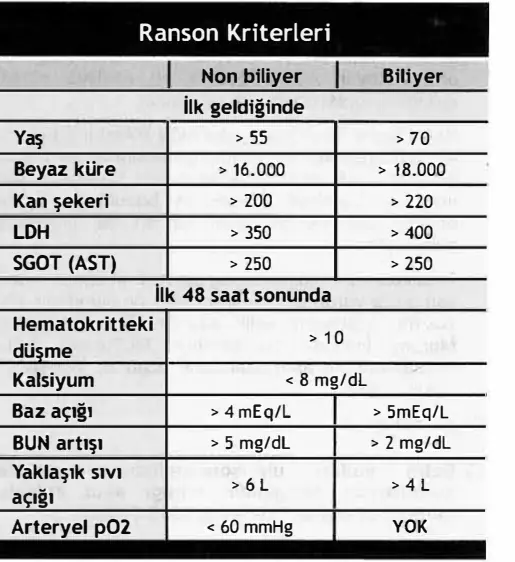 Ranson Kriterleri
Non biliyer Biliyer
İlk geldiğinde
Yaş > 55 > 70
Beyaz küre > 16.000 > 18.000
Kan şekeri > 200 > 220
LDH > 350 > 400
SGOT (AST) > 250 > 250
İlk 48 saat sonunda
Hematokritteki düşme > 10
Kalsiyum < 8 mg/dL
Baz açığı > 4 mEq/L > 5mEq/L
BUN artışı > 5 mg/dL > 2 mg/dL
Yaklaşık sıvı açığı > 6 L > 4 L
Arteryel pO2 < 60 mmHg YOK